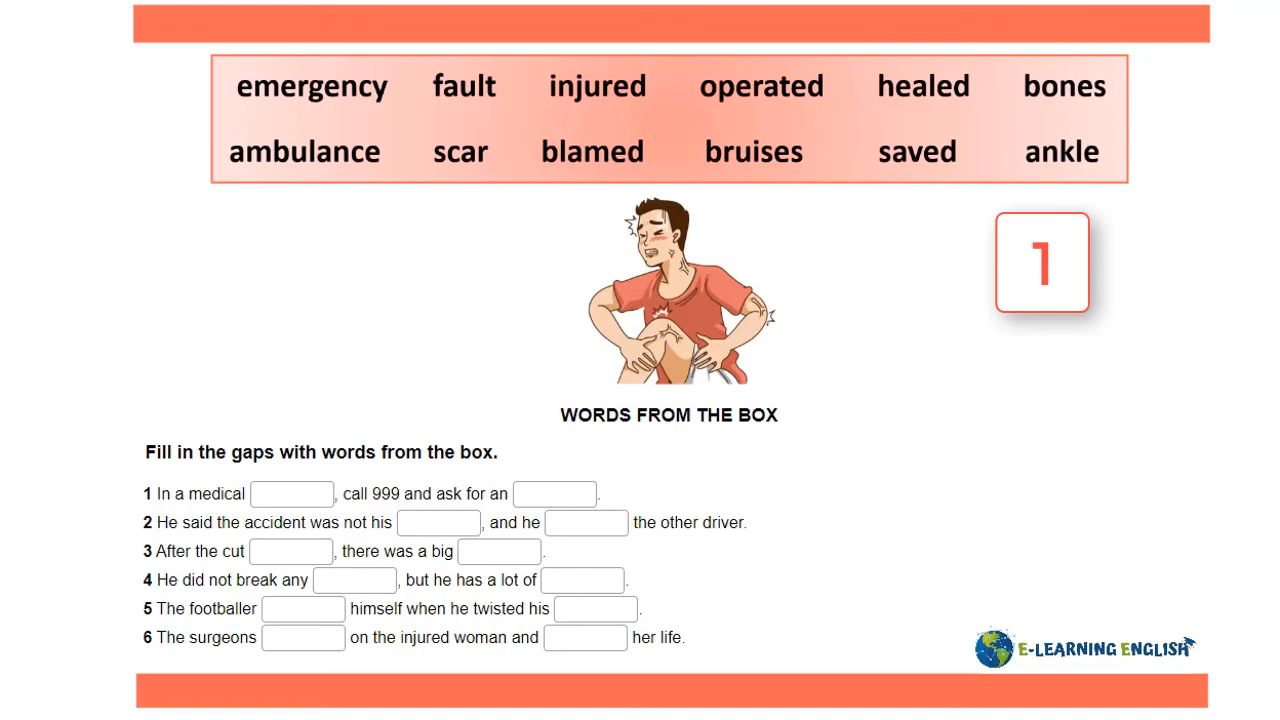 emergency fault injured operated healed bones
ambulance scar blamed bruises saved ankle
1
WORDS FROM THE BOX
Fill in the gaps with words from the box.
1 In a medical , call 999 and ask for an .
2 He said the accident was not his , and he the other driver.
3 After the cut , there was a big .
4 He did not break any , but he has a lot of .
5 The footballer himself when he twisted his .
6 The surgeons on the injured woman and her life.
E-LEARNING ENGLISH